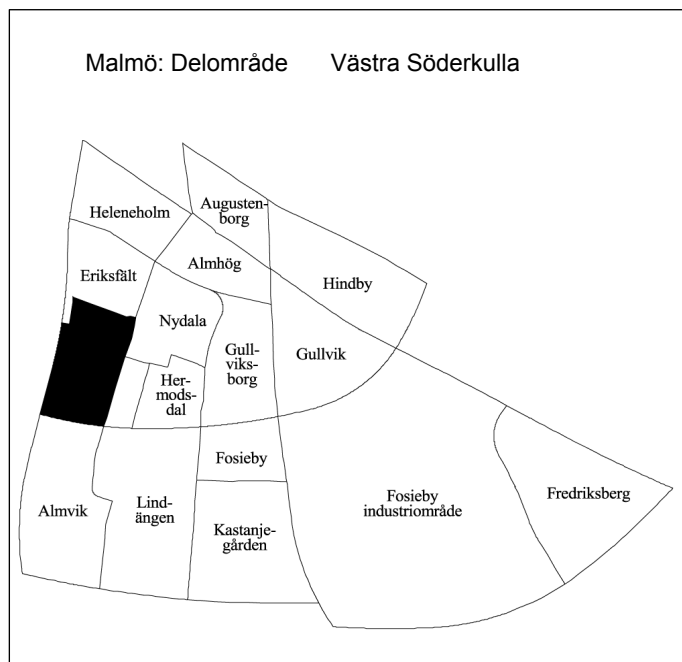 Malmö: Delområde Västra Söderkulla
Heleneholm
Augusten-
borg
Almhög
Eriksfält
Hindby
Nydala
Gull-
viks-
borg
Gullvik
Her-
mods-
dal
Fosieby
Almvik
Lind-
ängen
Kastanje-
gården
Fosieby
industriområde
Fredriksberg